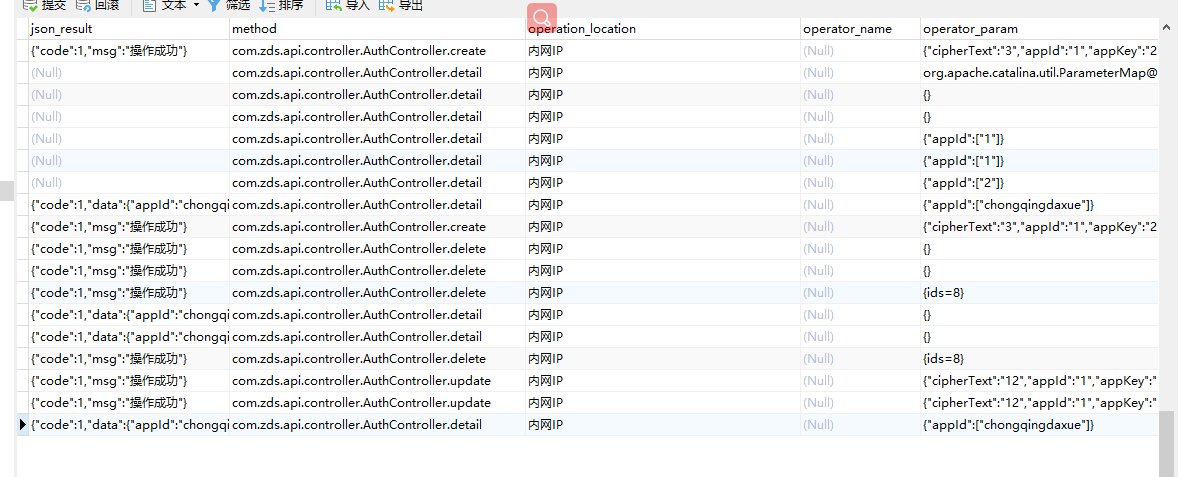 提交 回滚 文本 筛选 排序 导入 导出
json_result method operation_location operator_name operator_param
{"code":1,"msg":"操作成功"} com.zds.api.controller.AuthController.create 内网IP (Null) {"cipherText":"3","appId":"1","appKey":"2
(Null) com.zds.api.controller.AuthController.detail 内网IP (Null) org.apache.catalina.util.ParameterMap@
(Null) com.zds.api.controller.AuthController.detail 内网IP (Null) {}
(Null) com.zds.api.controller.AuthController.detail 内网IP (Null) {}
(Null) com.zds.api.controller.AuthController.detail 内网IP (Null) {"appId":["1"]}
(Null) com.zds.api.controller.AuthController.detail 内网IP (Null) {"appId":["1"]}
(Null) com.zds.api.controller.AuthController.detail 内网IP (Null) {"appId":["2"]}
{"code":1,"data":{"appId":"chongqi com.zds.api.controller.AuthController.detail 内网IP (Null) {"appId":["chongqingdaxue"]}
{"code":1,"msg":"操作成功"} com.zds.api.controller.AuthController.create 内网IP (Null) {"cipherText":"3","appId":"1","appKey":"2
{"code":1,"msg":"操作成功"} com.zds.api.controller.AuthController.delete 内网IP (Null) {}
{"code":1,"msg":"操作成功"} com.zds.api.controller.AuthController.delete 内网IP (Null) {}
{"code":1,"msg":"操作成功"} com.zds.api.controller.AuthController.delete 内网IP (Null) {ids=8}
{"code":1,"data":{"appId":"chongqi com.zds.api.controller.AuthController.detail 内网IP (Null) {}
{"code":1,"data":{"appId":"chongqi com.zds.api.controller.AuthController.detail 内网IP (Null) {}
{"code":1,"msg":"操作成功"} com.zds.api.controller.AuthController.delete 内网IP (Null) {ids=8}
{"code":1,"msg":"操作成功"} com.zds.api.controller.AuthController.update 内网IP (Null) {"cipherText":"12","appId":"1","appKey":"
{"code":1,"msg":"操作成功"} com.zds.api.controller.AuthController.update 内网IP (Null) {"cipherText":"12","appId":"1","appKey":"
{"code":1,"data":{"appId":"chongqi com.zds.api.controller.AuthController.detail 内网IP (Null) {"appId":["chongqingdaxue"]}